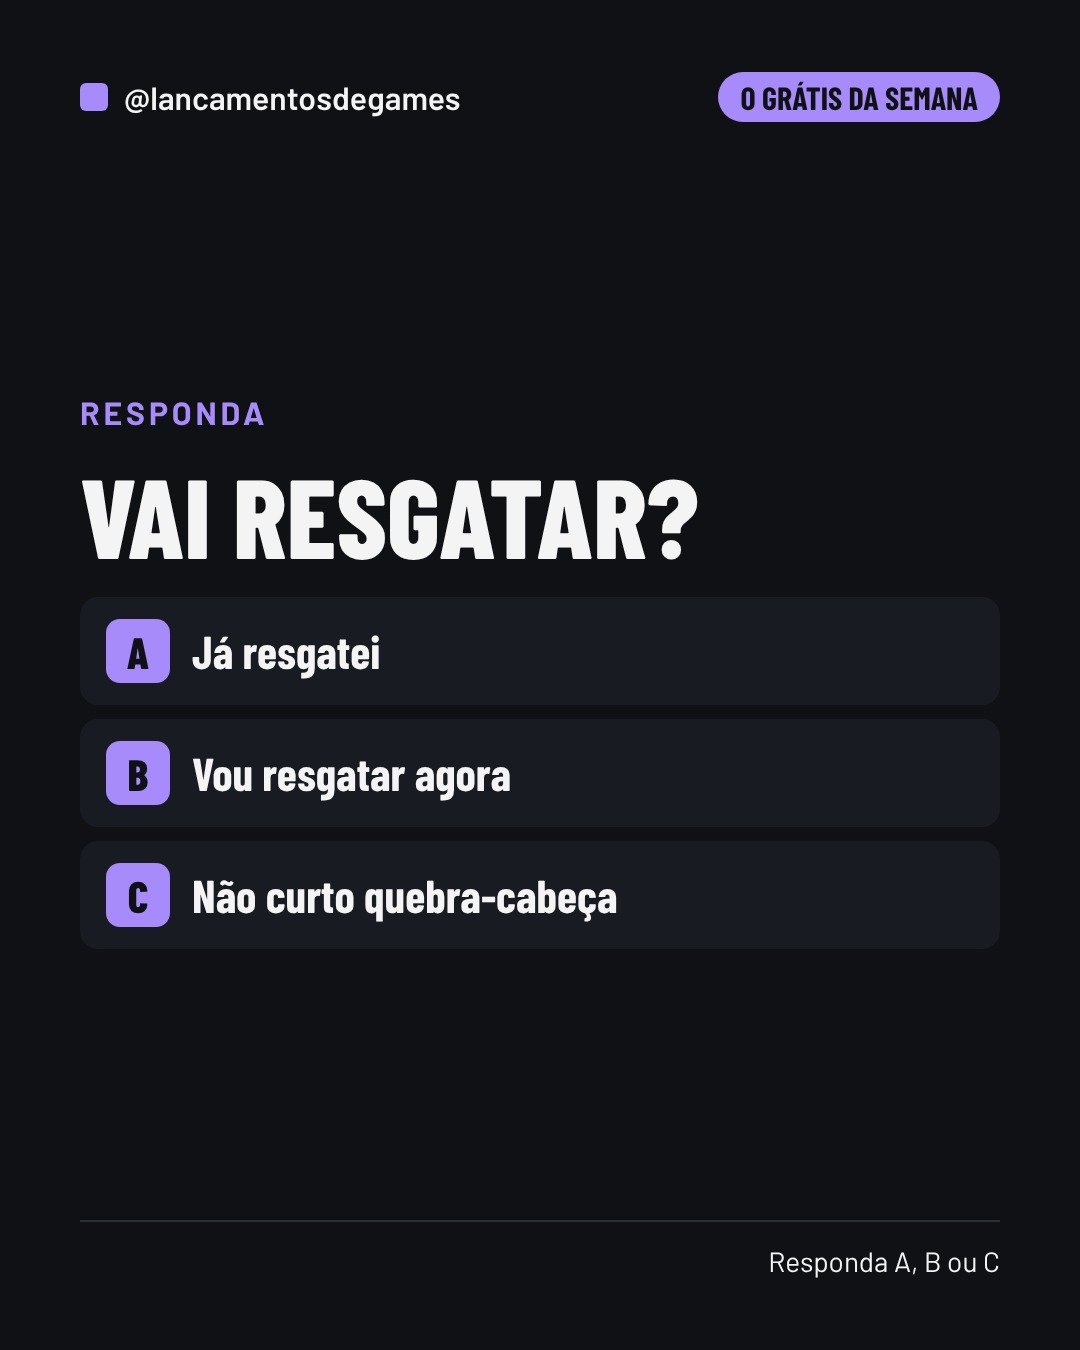 @lancamentosdegames
O GRÁTIS DA SEMANA
RESPONDA
VAI RESGATAR?
A Já resgatei
B Vou resgatar agora
C Não curto quebra-cabeça
Responda A, B ou C